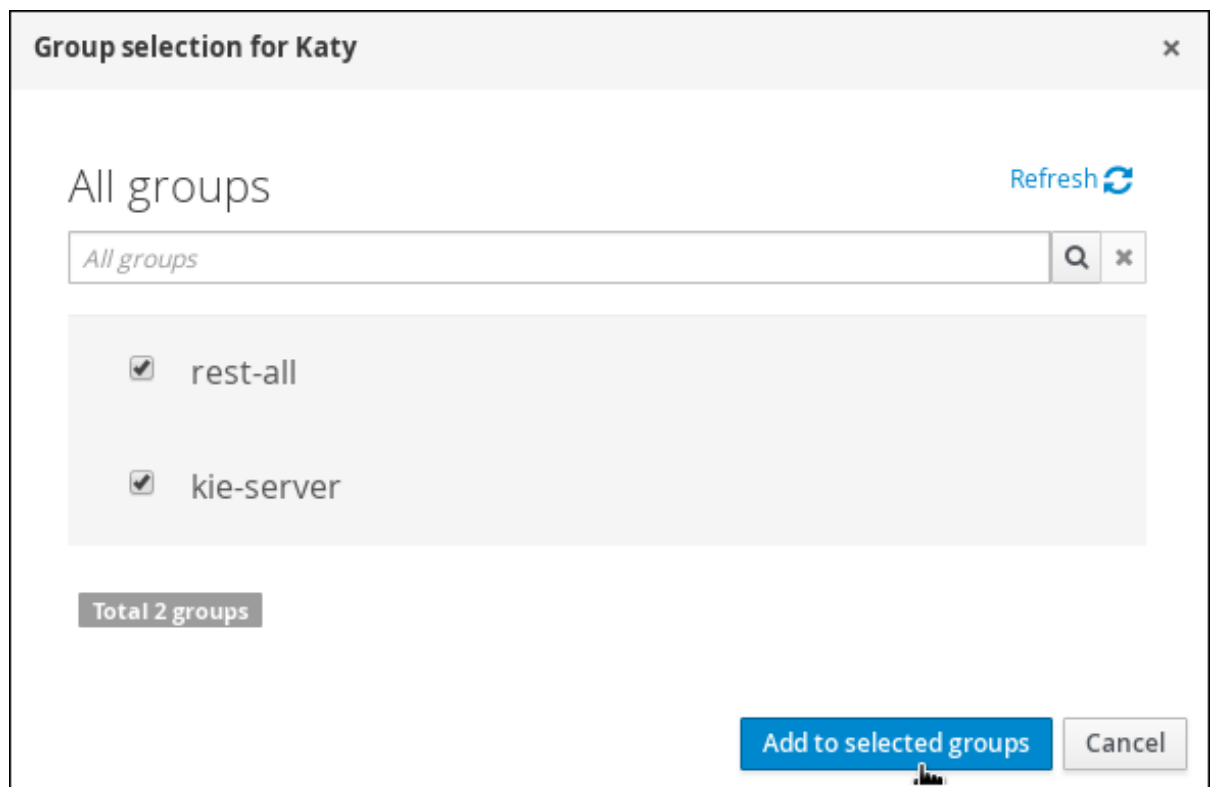 Group selection for Katy
All groups
Refresh
All groups
rest-all
kie-server
Total 2 groups
Add to selected groups
Cancel